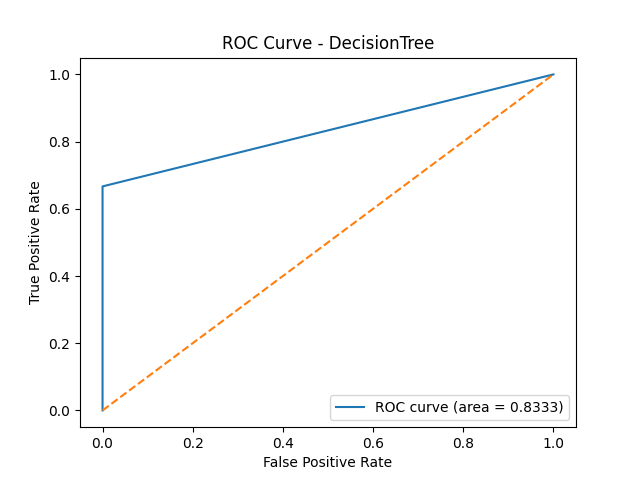 ROC Curve - DecisionTree
1.0
0.8
0.6
0.4
0.2
0.0
True Positive Rate
ROC curve (area = 0.8333)
0.0 0.2 0.4 0.6 0.8 1.0
False Positive Rate